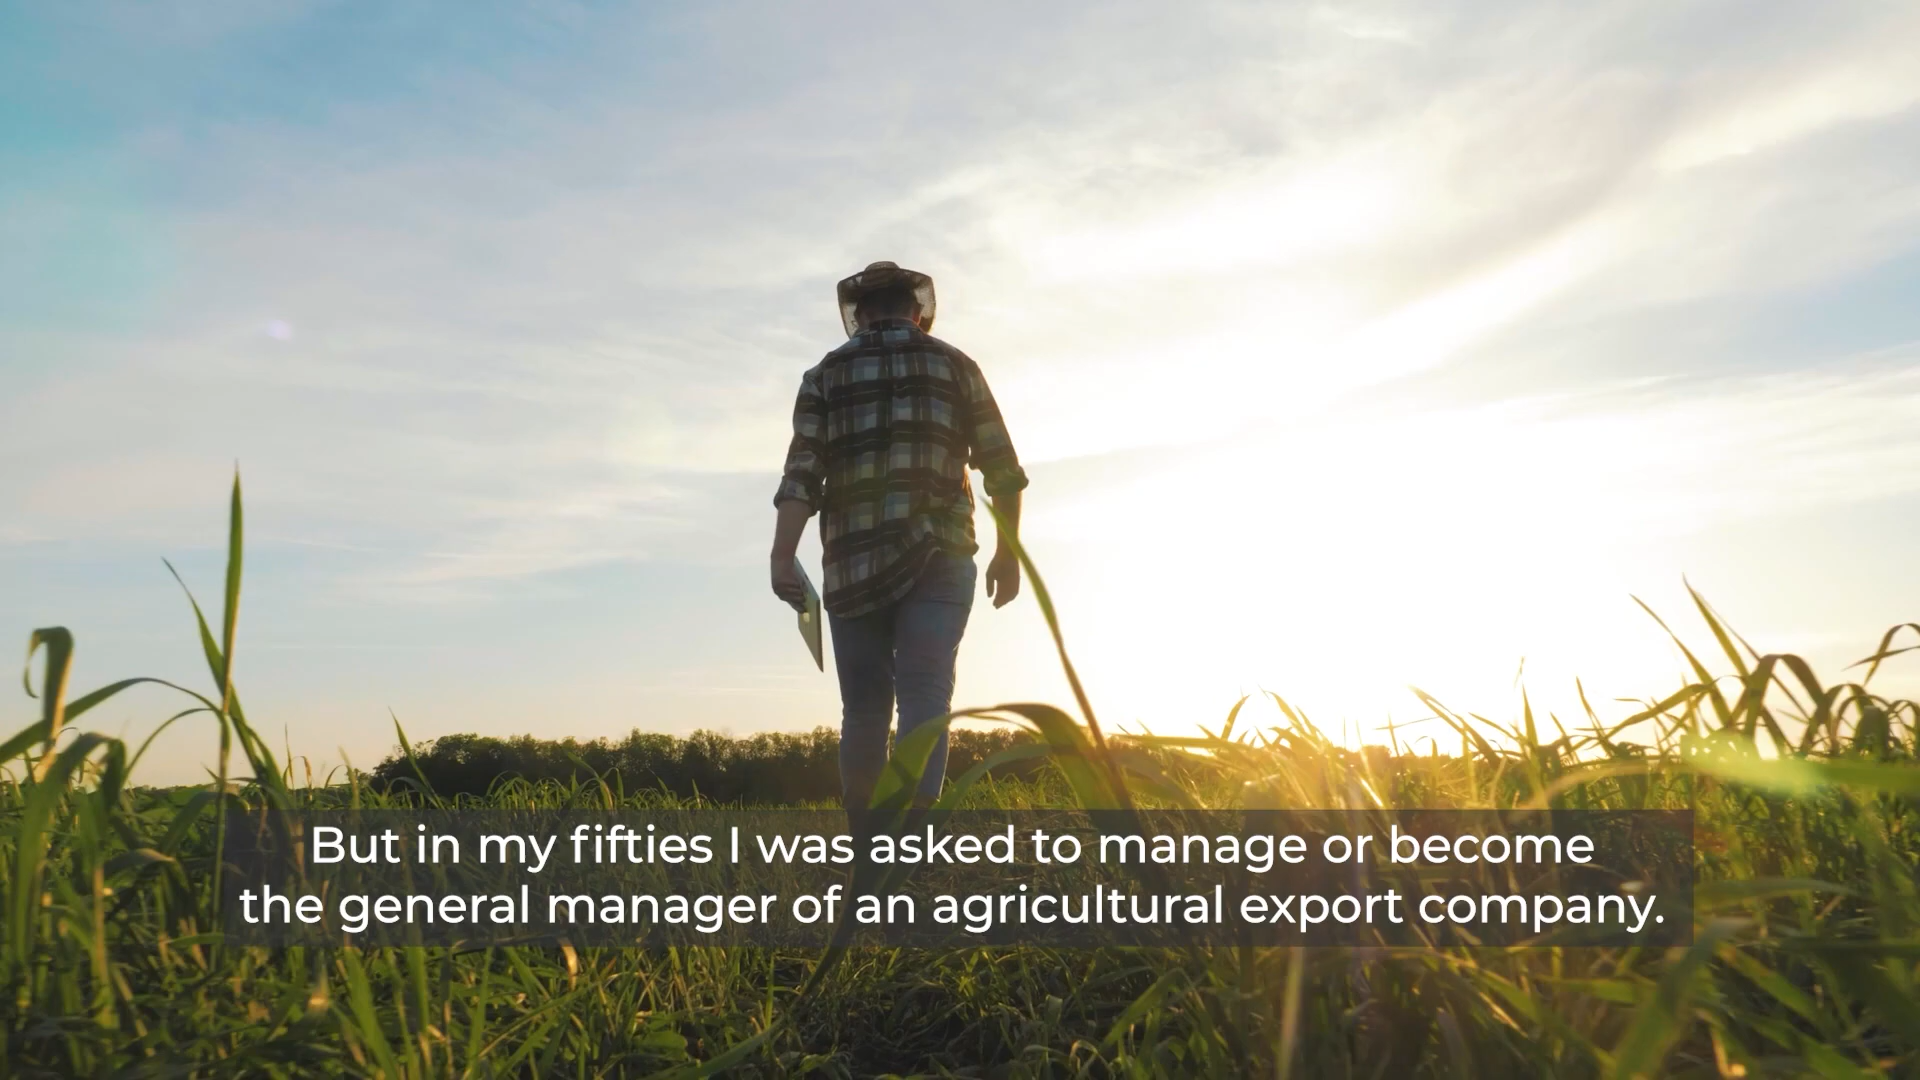 But in my fifties I was asked to manage or become
the general manager of an agricultural export company.